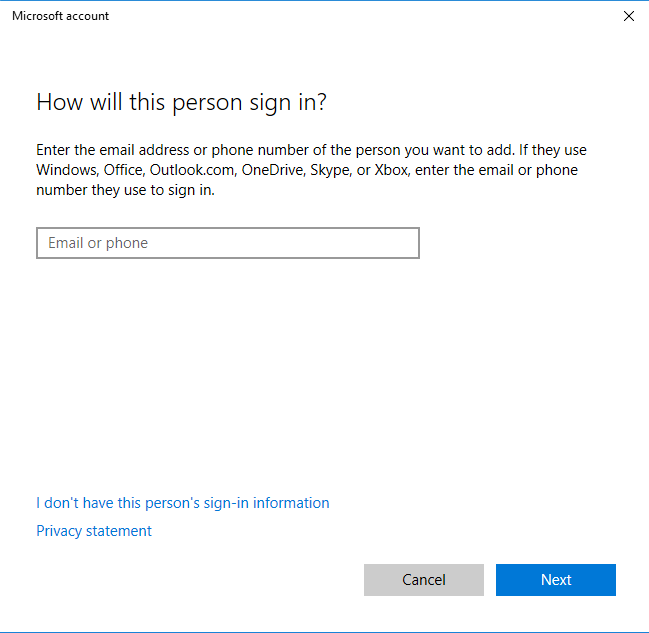 Microsoft account
How will this person sign in?
Enter the email address or phone number of the person you want to add. If they use
Windows, Office, Outlook.com, OneDrive, Skype, or Xbox, enter the email or phone
number they use to sign in.
Email or phone
I don't have this person's sign-in information
Privacy statement
Cancel
Next